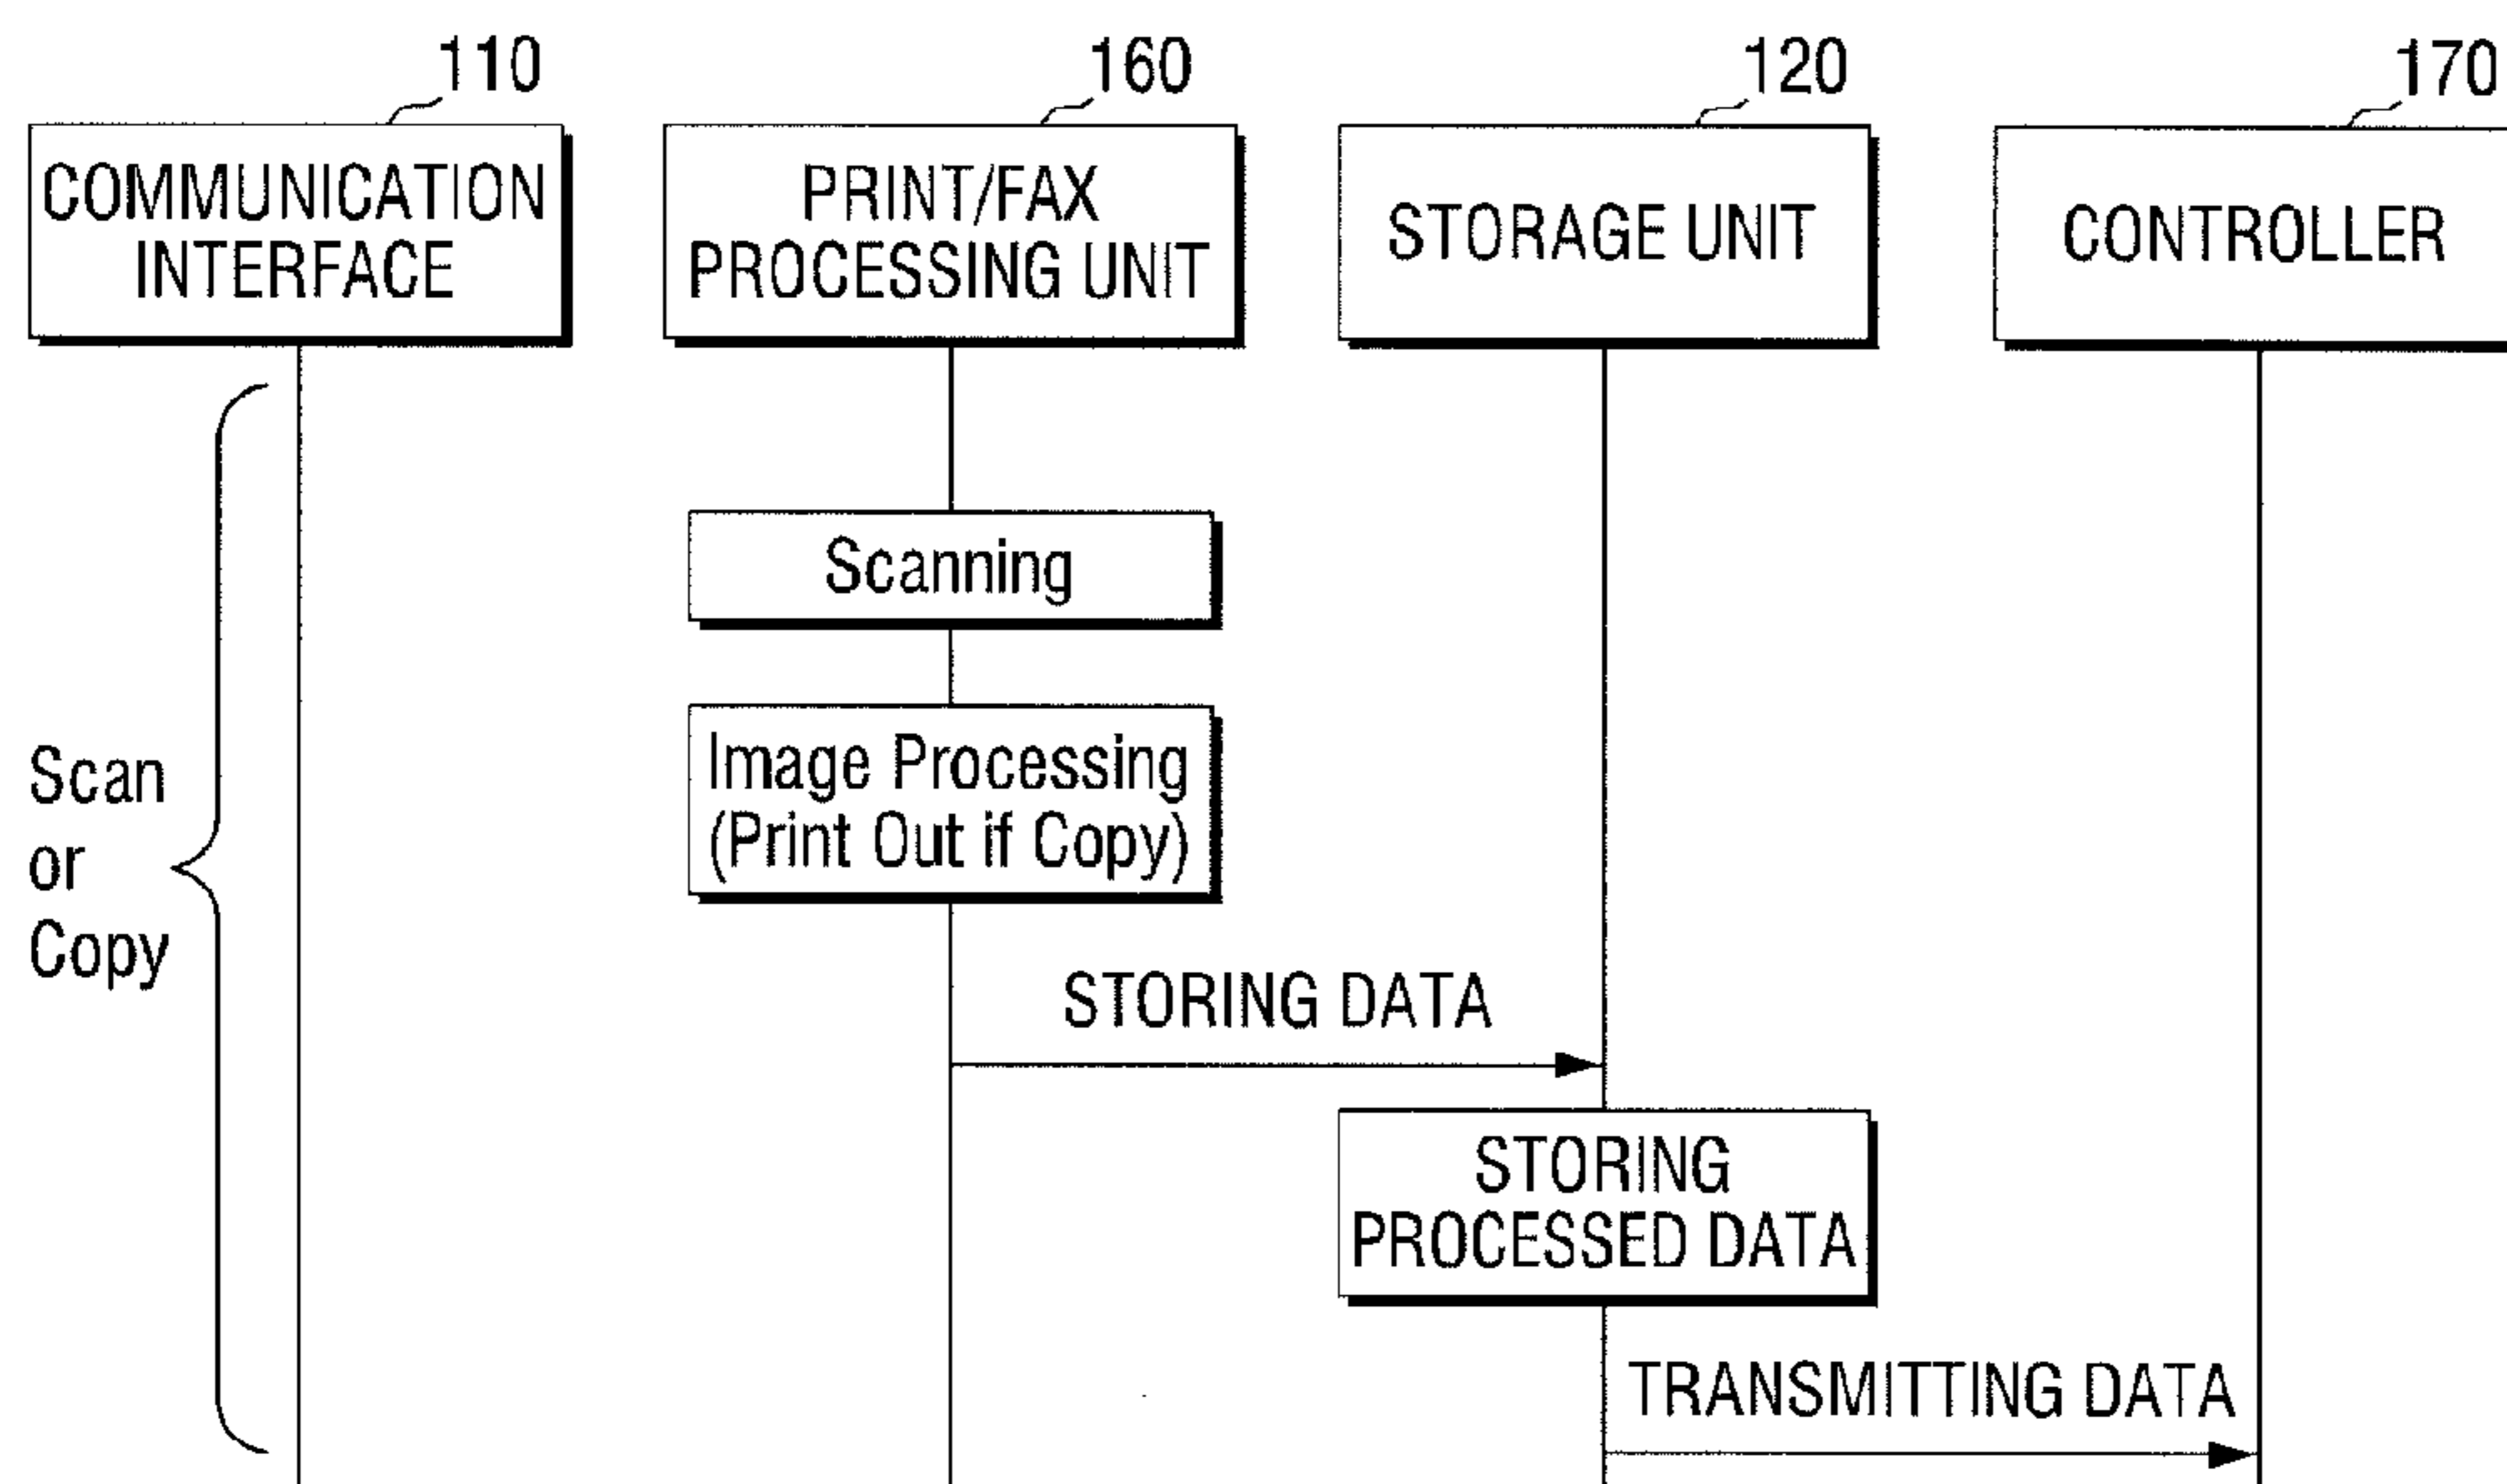 110
160
120
170
COMMUNICATION
INTERFACE
PRINT/FAX
PROCESSING UNIT
STORAGE UNIT
CONTROLLER
Scanning
Image Processing
(Print Out if Copy)
Scan
or
Copy
STORING DATA
STORING
PROCESSED DATA
TRANSMITTING DATA